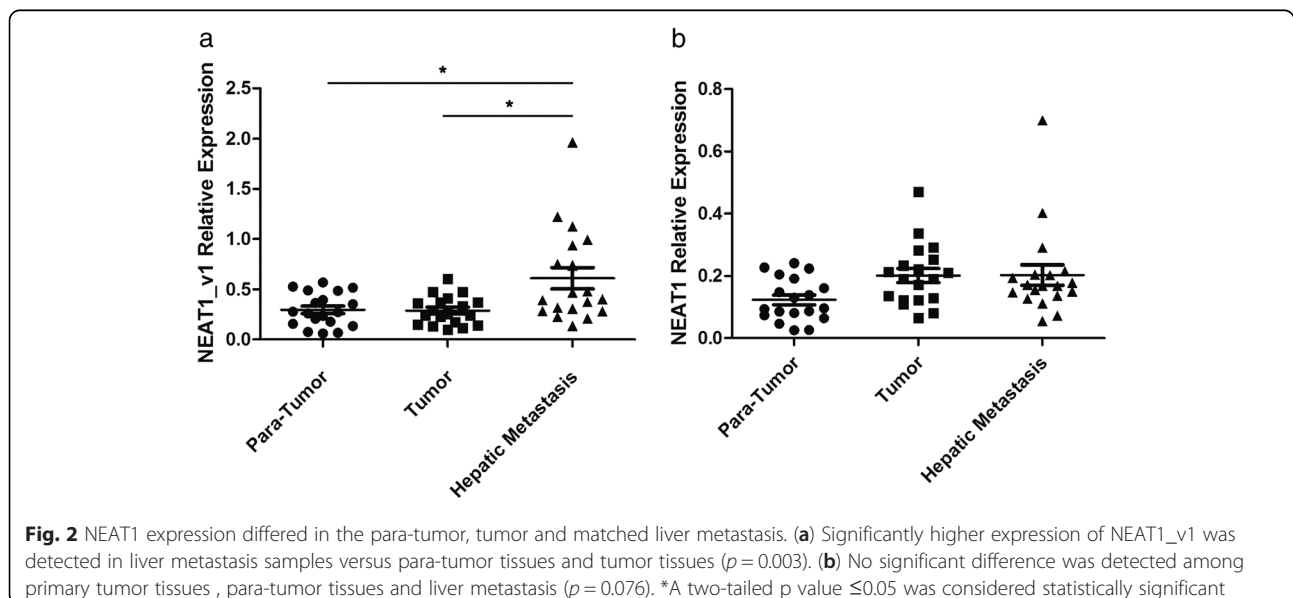 a
*
*
2.5
2.0
1.5
1.0
0.5
0.0
NEAT1_v1 Relative Expression
Para-Tumor
Tumor
Hepatic Metastasis
b
0.8
0.6
0.4
0.2
0.0
NEAT1 Relative Expression
Para-Tumor
Tumor
Hepatic Metastasis
Fig. 2 NEAT1 expression differed in the para-tumor, tumor and matched liver metastasis. (a) Significantly higher expression of NEAT1_v1 was
detected in liver metastasis samples versus para-tumor tissues and tumor tissues (p = 0.003). (b) No significant difference was detected among
primary tumor tissues , para-tumor tissues and liver metastasis (p = 0.076). *A two-tailed p value ≤0.05 was considered statistically significant